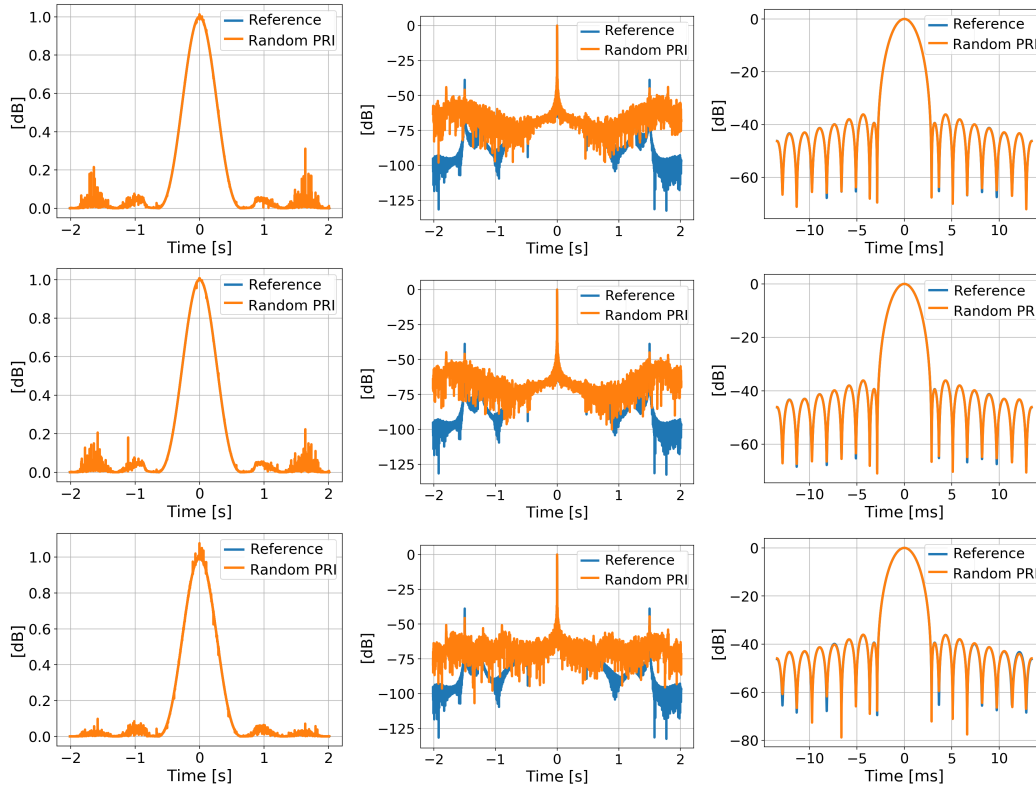 Reference
Random PRI
[dB]
1.0
0.8
0.6
0.4
0.2
0.0
−2 −1 0 1 2
Time [s]
Reference
Random PRI
[dB]
0
−25
−50
−75
−100
−125
−2 −1 0 1 2
Time [s]
Reference
Random PRI
[dB]
0
−20
−40
−60
−10 −5 0 5 10
Time [ms]
Reference
Random PRI
[dB]
1.0
0.8
0.6
0.4
0.2
0.0
−2 −1 0 1 2
Time [s]
Reference
Random PRI
[dB]
0
−25
−50
−75
−100
−125
−2 −1 0 1 2
Time [s]
Reference
Random PR
[dB]
0
−20
−40
−60
−10 −5 0 5 10
Time [ms]
Reference
Random PRI
[dB]
1.0
0.8
0.6
0.4
0.2
0.0
−2 −1 0 1 2
Time [s]
Reference
Random PRI
[dB]
0
−25
−50
−75
−100
−125
−2 −1 0 1 2
Time [s]
Reference
Random PRI
[dB]
0
−20
−40
−60
−80
−10 −5 0 5 10
Time [ms]